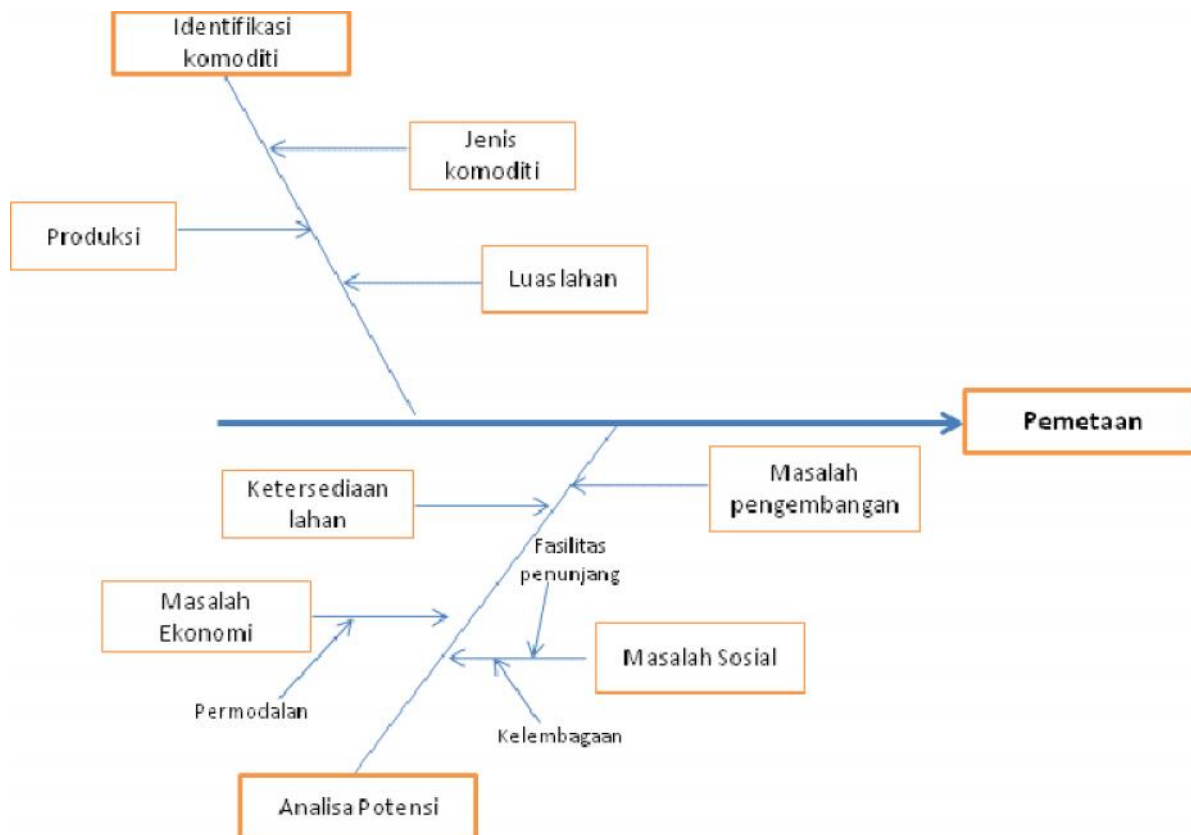 Identifikasi
komoditi
Jenis
komoditi
Produksi
Luas lahan
Pemetaan
Masalah
pengembangan
Ketersediaan
lahan
Fasilitas
penunjang
Masalah
Ekonomi
Masalah Sosial
Permodalan
Kelembagaan
Analisa Potensi